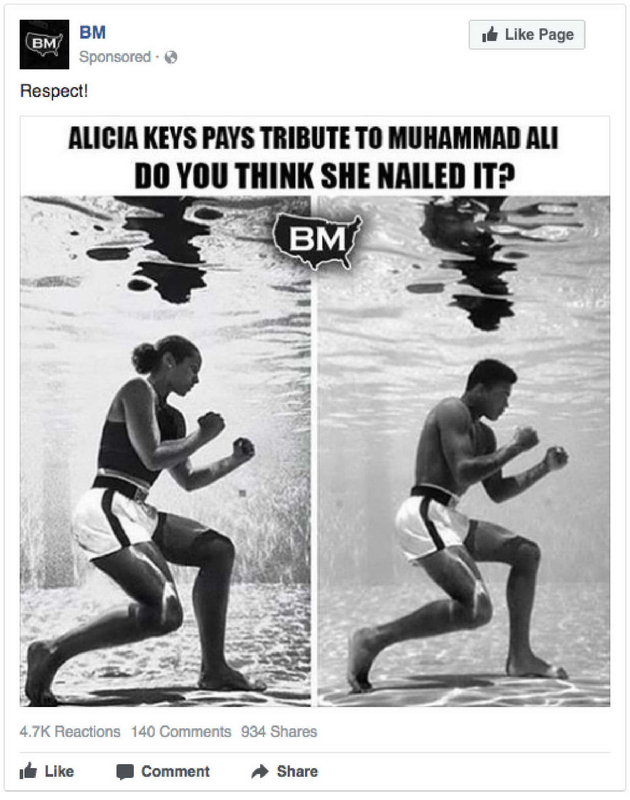 BM
BM
Like Page
Sponsored ·
Respect!
ALICIA KEYS PAYS TRIBUTE TO MUHAMMAD ALI
DO YOU THINK SHE NAILED IT?
BM
4.7K Reactions 140 Comments 934 Shares
Like Comment Share